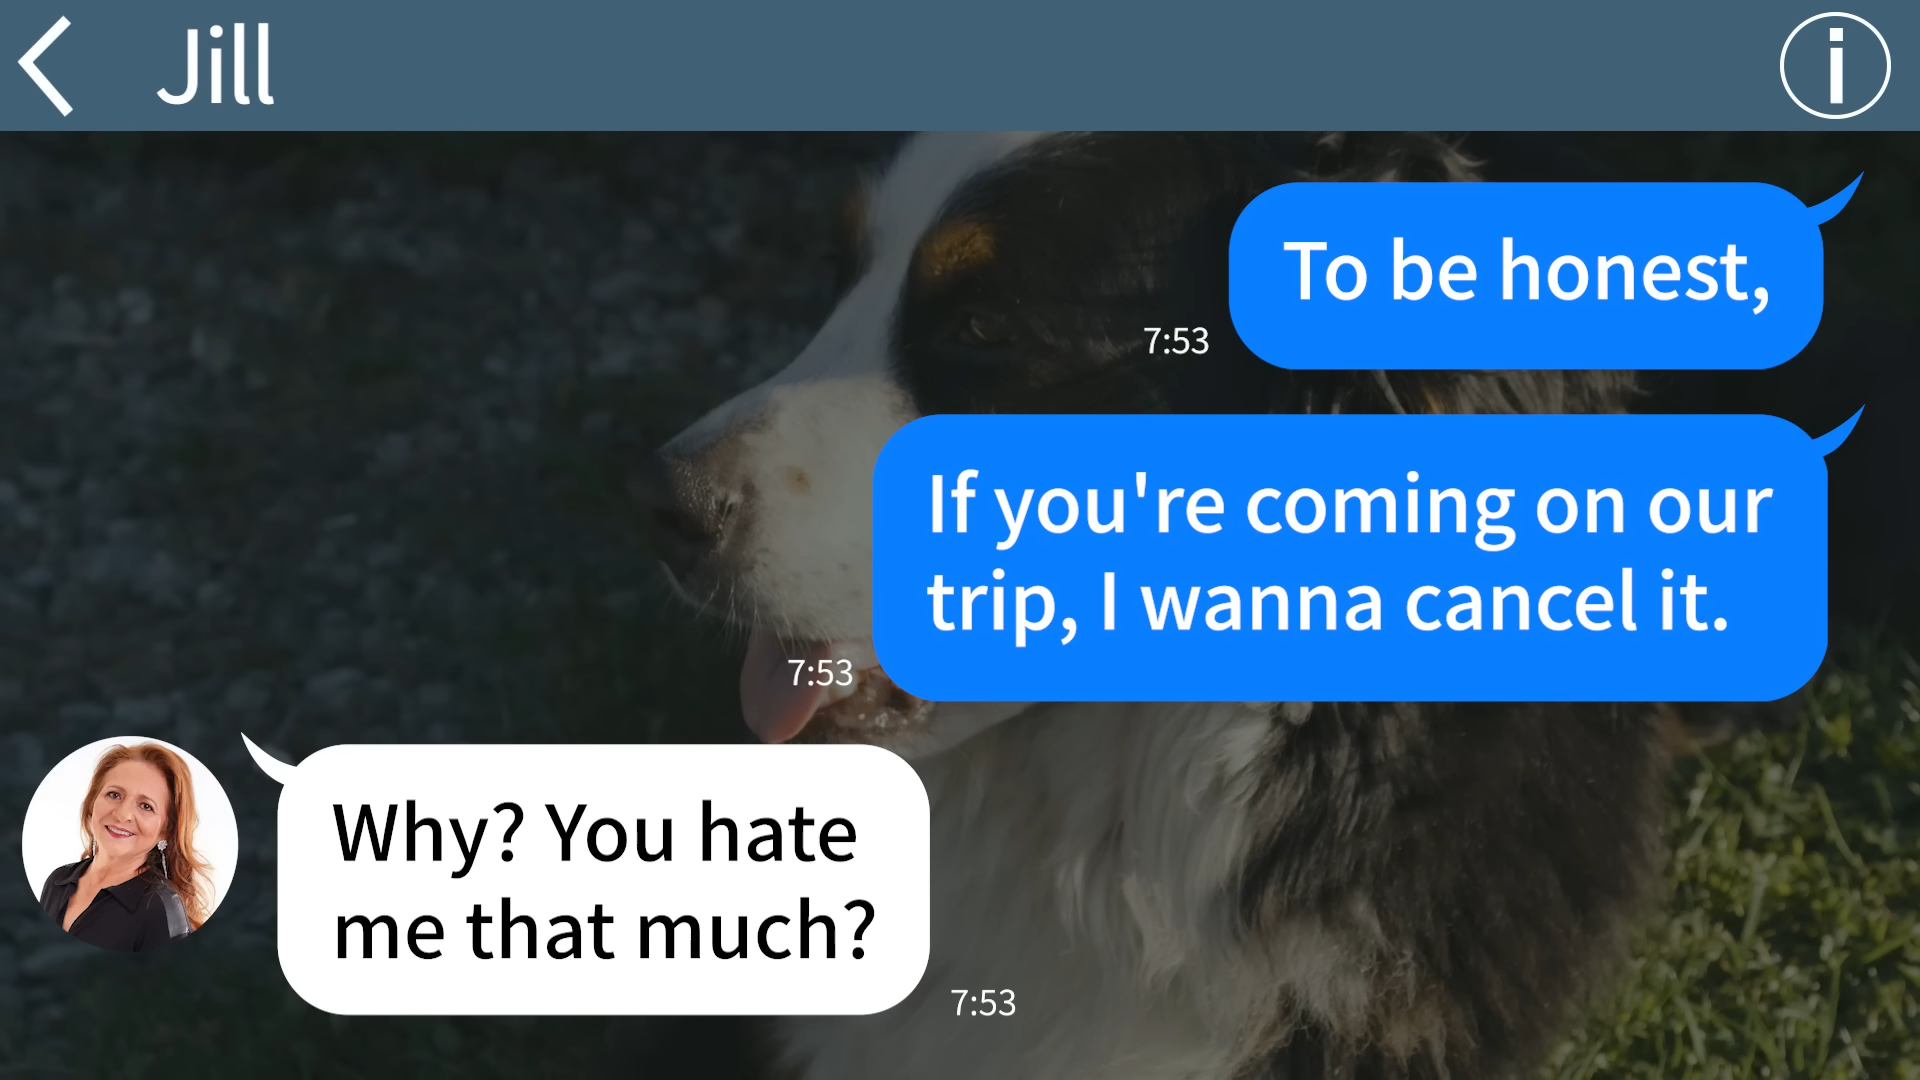 Jill
i
To be honest,
7:53
If you're coming on our
trip, I wanna cancel it.
7:53
Why? You hate
me that much?
7:53